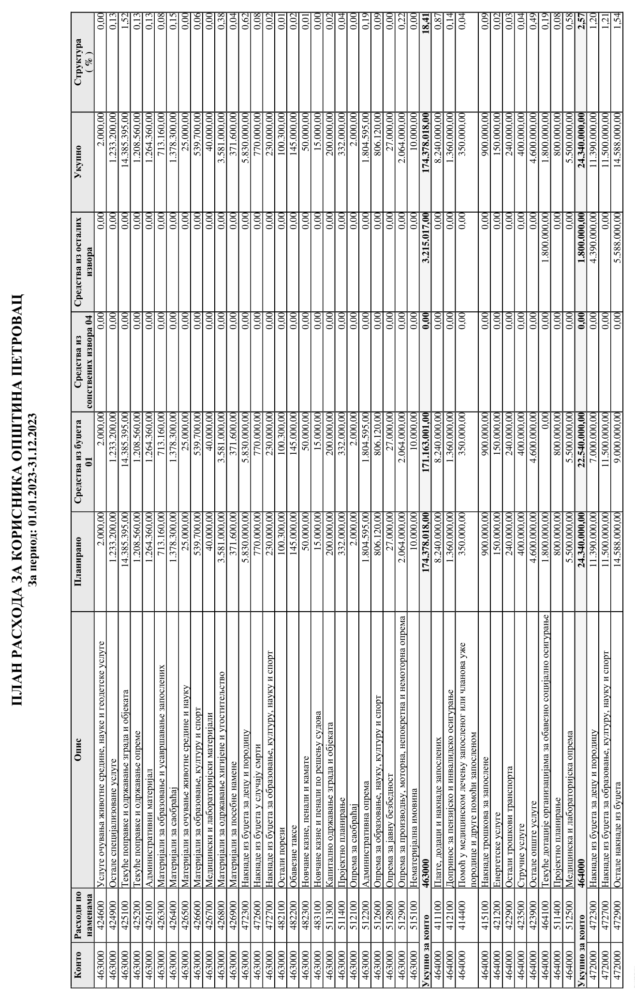 ПЛАН РАСХОДА ЗА КОРИСНИКА ОПШТИНА ПЕТРОВАЦ
За период: 01.01.2023-31.12.2023
Конто Расходи по наменама Опис Планирано Средства из буџета 01 Средства из сопствених извора 04 Средства из осталих извора Укупно Структура ( % )
463000 424600 Услуге очувања животне средине, науке и геодетске услуге 2.000,00 2.000,00 0,00 0,00 2.000,00 0,00
463000 424900 Остале специјализоване услуге 1.233.200,00 1.233.200,00 0,00 0,00 1.233.200,00 0,13
463000 425100 Текуће поправке и одржавање зграда и објеката 14.385.395,00 14.385.395,00 0,00 0,00 14.385.395,00 1,52
463000 425200 Текуће поправке и одржавање опреме 1.208.560,00 1.208.560,00 0,00 0,00 1.208.560,00 0,13
463000 426100 Административни материјал 1.264.360,00 1.264.360,00 0,00 0,00 1.264.360,00 0,13
463000 426300 Материјали за образовање и усавршавање запослених 713.160,00 713.160,00 0,00 0,00 713.160,00 0,08
463000 426400 Материјали за саобраћај 1.378.300,00 1.378.300,00 0,00 0,00 1.378.300,00 0,15
463000 426500 Материјали за очување животне средине и науку 25.000,00 25.000,00 0,00 0,00 25.000,00 0,00
463000 426600 Материјали за образовање, културу и спорт 539.700,00 539.700,00 0,00 0,00 539.700,00 0,06
463000 426700 Медицински и лабораторијски материјали 40.000,00 40.000,00 0,00 0,00 40.000,00 0,00
463000 426800 Материјали за одржавање хигијене и угоститељство 3.581.000,00 3.581.000,00 0,00 0,00 3.581.000,00 0,38
463000 426900 Материјали за посебне намене 371.600,00 371.600,00 0,00 0,00 371.600,00 0,04
463000 472300 Накнаде из буџета за децу и породицу 5.830.000,00 5.830.000,00 0,00 0,00 5.830.000,00 0,62
463000 472600 Накнаде из буџета у случају смрти 770.000,00 770.000,00 0,00 0,00 770.000,00 0,08
463000 472700 Накнаде из буџета за образовање, културу, науку и спорт 230.000,00 230.000,00 0,00 0,00 230.000,00 0,02
463000 482100 Остали порези 100.300,00 100.300,00 0,00 0,00 100.300,00 0,01
463000 482200 Обавезне таксе 145.000,00 145.000,00 0,00 0,00 145.000,00 0,02
463000 482300 Новчане казне, пенали и камате 50.000,00 50.000,00 0,00 0,00 50.000,00 0,01
463000 483100 Новчане казне и пенали по решењу судова 15.000,00 15.000,00 0,00 0,00 15.000,00 0,00
463000 511300 Капитално одржавање зграда и објеката 200.000,00 200.000,00 0,00 0,00 200.000,00 0,02
463000 511400 Пројектно планирање 332.000,00 332.000,00 0,00 0,00 332.000,00 0,04
463000 512100 Опрема за саобраћај 2.000,00 2.000,00 0,00 0,00 2.000,00 0,00
463000 512200 Административна опрема 1.804.595,00 1.804.595,00 0,00 0,00 1.804.595,00 0,19
463000 512600 Опрема за образовање, науку, културу и спорт 806.120,00 806.120,00 0,00 0,00 806.120,00 0,09
463000 512800 Опрема за јавну безбедност 27.000,00 27.000,00 0,00 0,00 27.000,00 0,00
463000 512900 Опрема за производњу, моторна, непокретна и немоторна опрема 2.064.000,00 2.064.000,00 0,00 0,00 2.064.000,00 0,22
463000 515100 Нематеријална имовина 10.000,00 10.000,00 0,00 0,00 10.000,00 0,00
Укупно за конто 463000 174.378.018,00 171.163.001,00 0,00 3.215.017,00 174.378.018,00 18,41
464000 411100 Плате, додаци и накнаде запослених 8.240.000,00 8.240.000,00 0,00 0,00 8.240.000,00 0,87
464000 412100 Допринос за пензијско и инвалидско осигурање 1.360.000,00 1.360.000,00 0,00 0,00 1.360.000,00 0,14
464000 414400 Помоћ у медицинском лечењу запосленог или чланова уже 350.000,00 350.000,00 0,00 0,00 350.000,00 0,04
породице и друге помоћи запосленом
464000 415100 Накнаде трошкова за запослене 900.000,00 900.000,00 0,00 0,00 900.000,00 0,09
464000 421200 Енергетске услуге 150.000,00 150.000,00 0,00 0,00 150.000,00 0,02
464000 422900 Остали трошкови транспорта 240.000,00 240.000,00 0,00 0,00 240.000,00 0,03
464000 423500 Стручне услуге 400.000,00 400.000,00 0,00 0,00 400.000,00 0,04
464000 423900 Остале опште услуге 4.600.000,00 4.600.000,00 0,00 0,00 4.600.000,00 0,49
464000 464100 Текуће дотације организацијама за обавезно социјално осигурање 1.800.000,00 0,00 0,00 1.800.000,00 1.800.000,00 0,19
464000 511400 Пројектно планирање 800.000,00 800.000,00 0,00 0,00 800.000,00 0,08
464000 512500 Медицинска и лабораторијска опрема 5.500.000,00 5.500.000,00 0,00 0,00 5.500.000,00 0,58
Укупно за конто 464000 24.340.000,00 22.540.000,00 0,00 1.800.000,00 24.340.000,00 2,57
472000 472300 Накнаде из буџета за децу и породицу 11.390.000,00 7.000.000,00 0,00 4.390.000,00 11.390.000,00 1,20
472000 472700 Накнаде из буџета за образовање, културу, науку и спорт 11.500.000,00 11.500.000,00 0,00 0,00 11.500.000,00 1,21
472000 472900 Остале накнаде из буџета 14.588.000,00 9.000.000,00 0,00 5.588.000,00 14.588.000,00 1,54